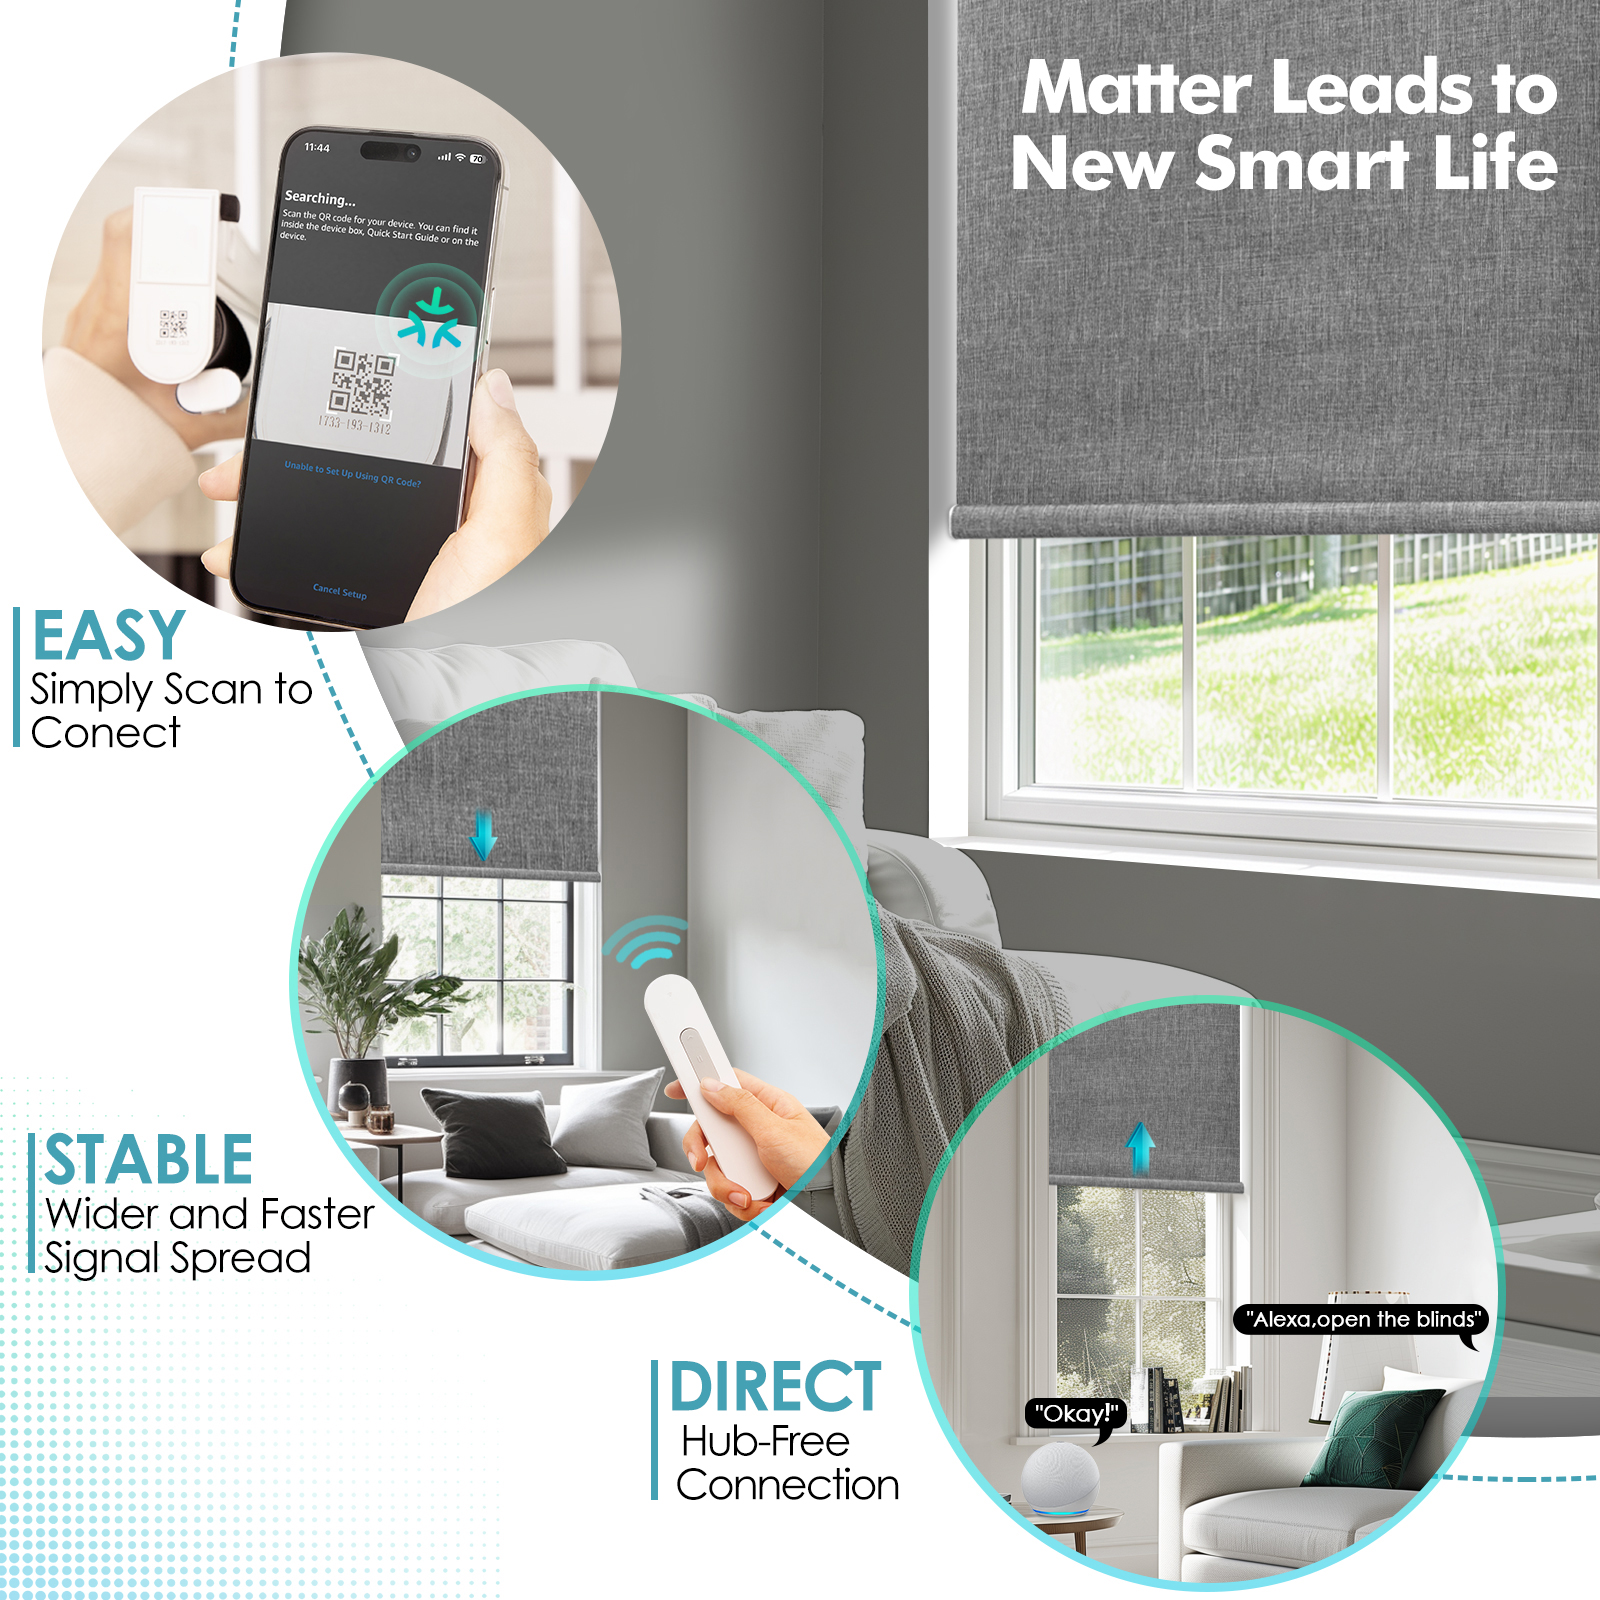 Matter Leads to
New Smart Life
11:44
70
Searching...
Scan the QR code for your device. You can find it
inside the device box, Quick Start Guide or on the
device.
1733-193-1312
Unable to Set Up Using QR Code?
Cancel Setup
EASY
Simply Scan to
Conect
STABLE
Wider and Faster
Signal Spread
DIRECT
Hub-Free
Connection
"Alexa,open the blinds"
"Okay!"